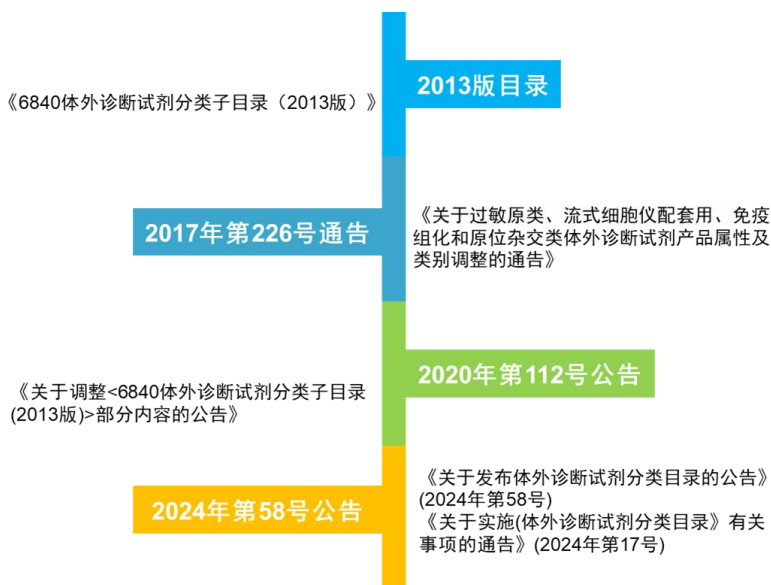 2013版目录
《6840体外诊断试剂分类子目录（2013版）》
2017年第226号通告
《关于过敏原类、流式细胞仪配套用、免疫
组化和原位杂交类体外诊断试剂产品属性及
类别调整的通告》
2020年第112号公告
《关于调整<6840体外诊断试剂分类子目录
(2013版)>部分内容的公告》
2024年第58号公告
《关于发布体外诊断试剂分类目录的公告》
(2024年第58号)
《关于实施(体外诊断试剂分类目录》有关
事项的通告》(2024年第17号)